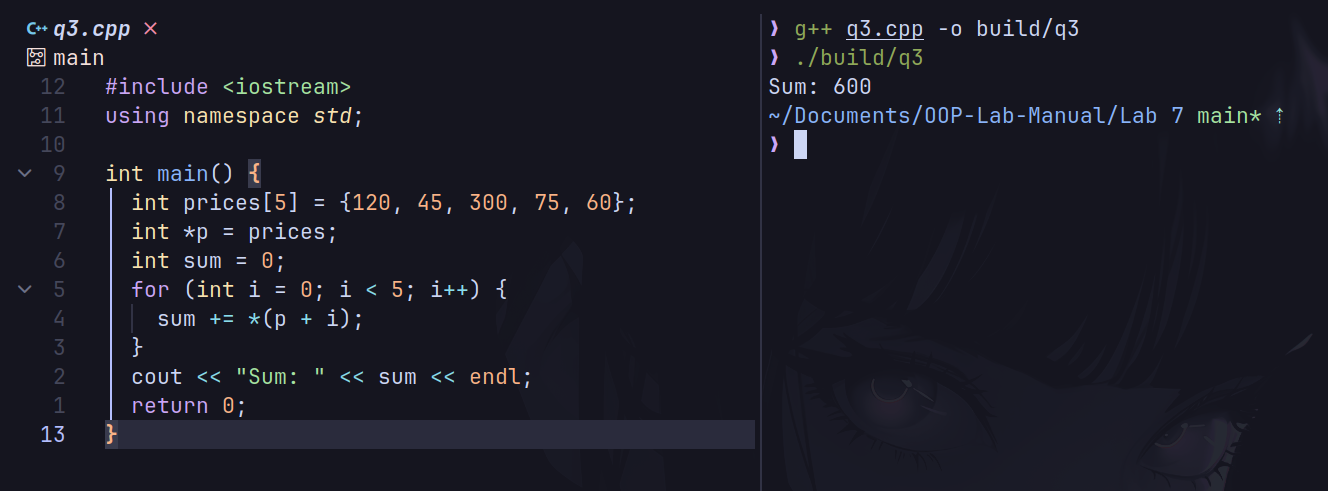 C++ q3.cpp ×
main
12 #include <iostream>
11 using namespace std;
10
9 int main() {
8   int prices[5] = {120, 45, 300, 75, 60};
7   int *p = prices;
6   int sum = 0;
5   for (int i = 0; i < 5; i++) {
4     sum += *(p + i);
3   }
2   cout << "Sum: " << sum << endl;
1   return 0;
13 }
❱ g++ q3.cpp -o build/q3
❱ ./build/q3
Sum: 600
~/Documents/OOP-Lab-Manual/Lab 7 main* ⇡
❱